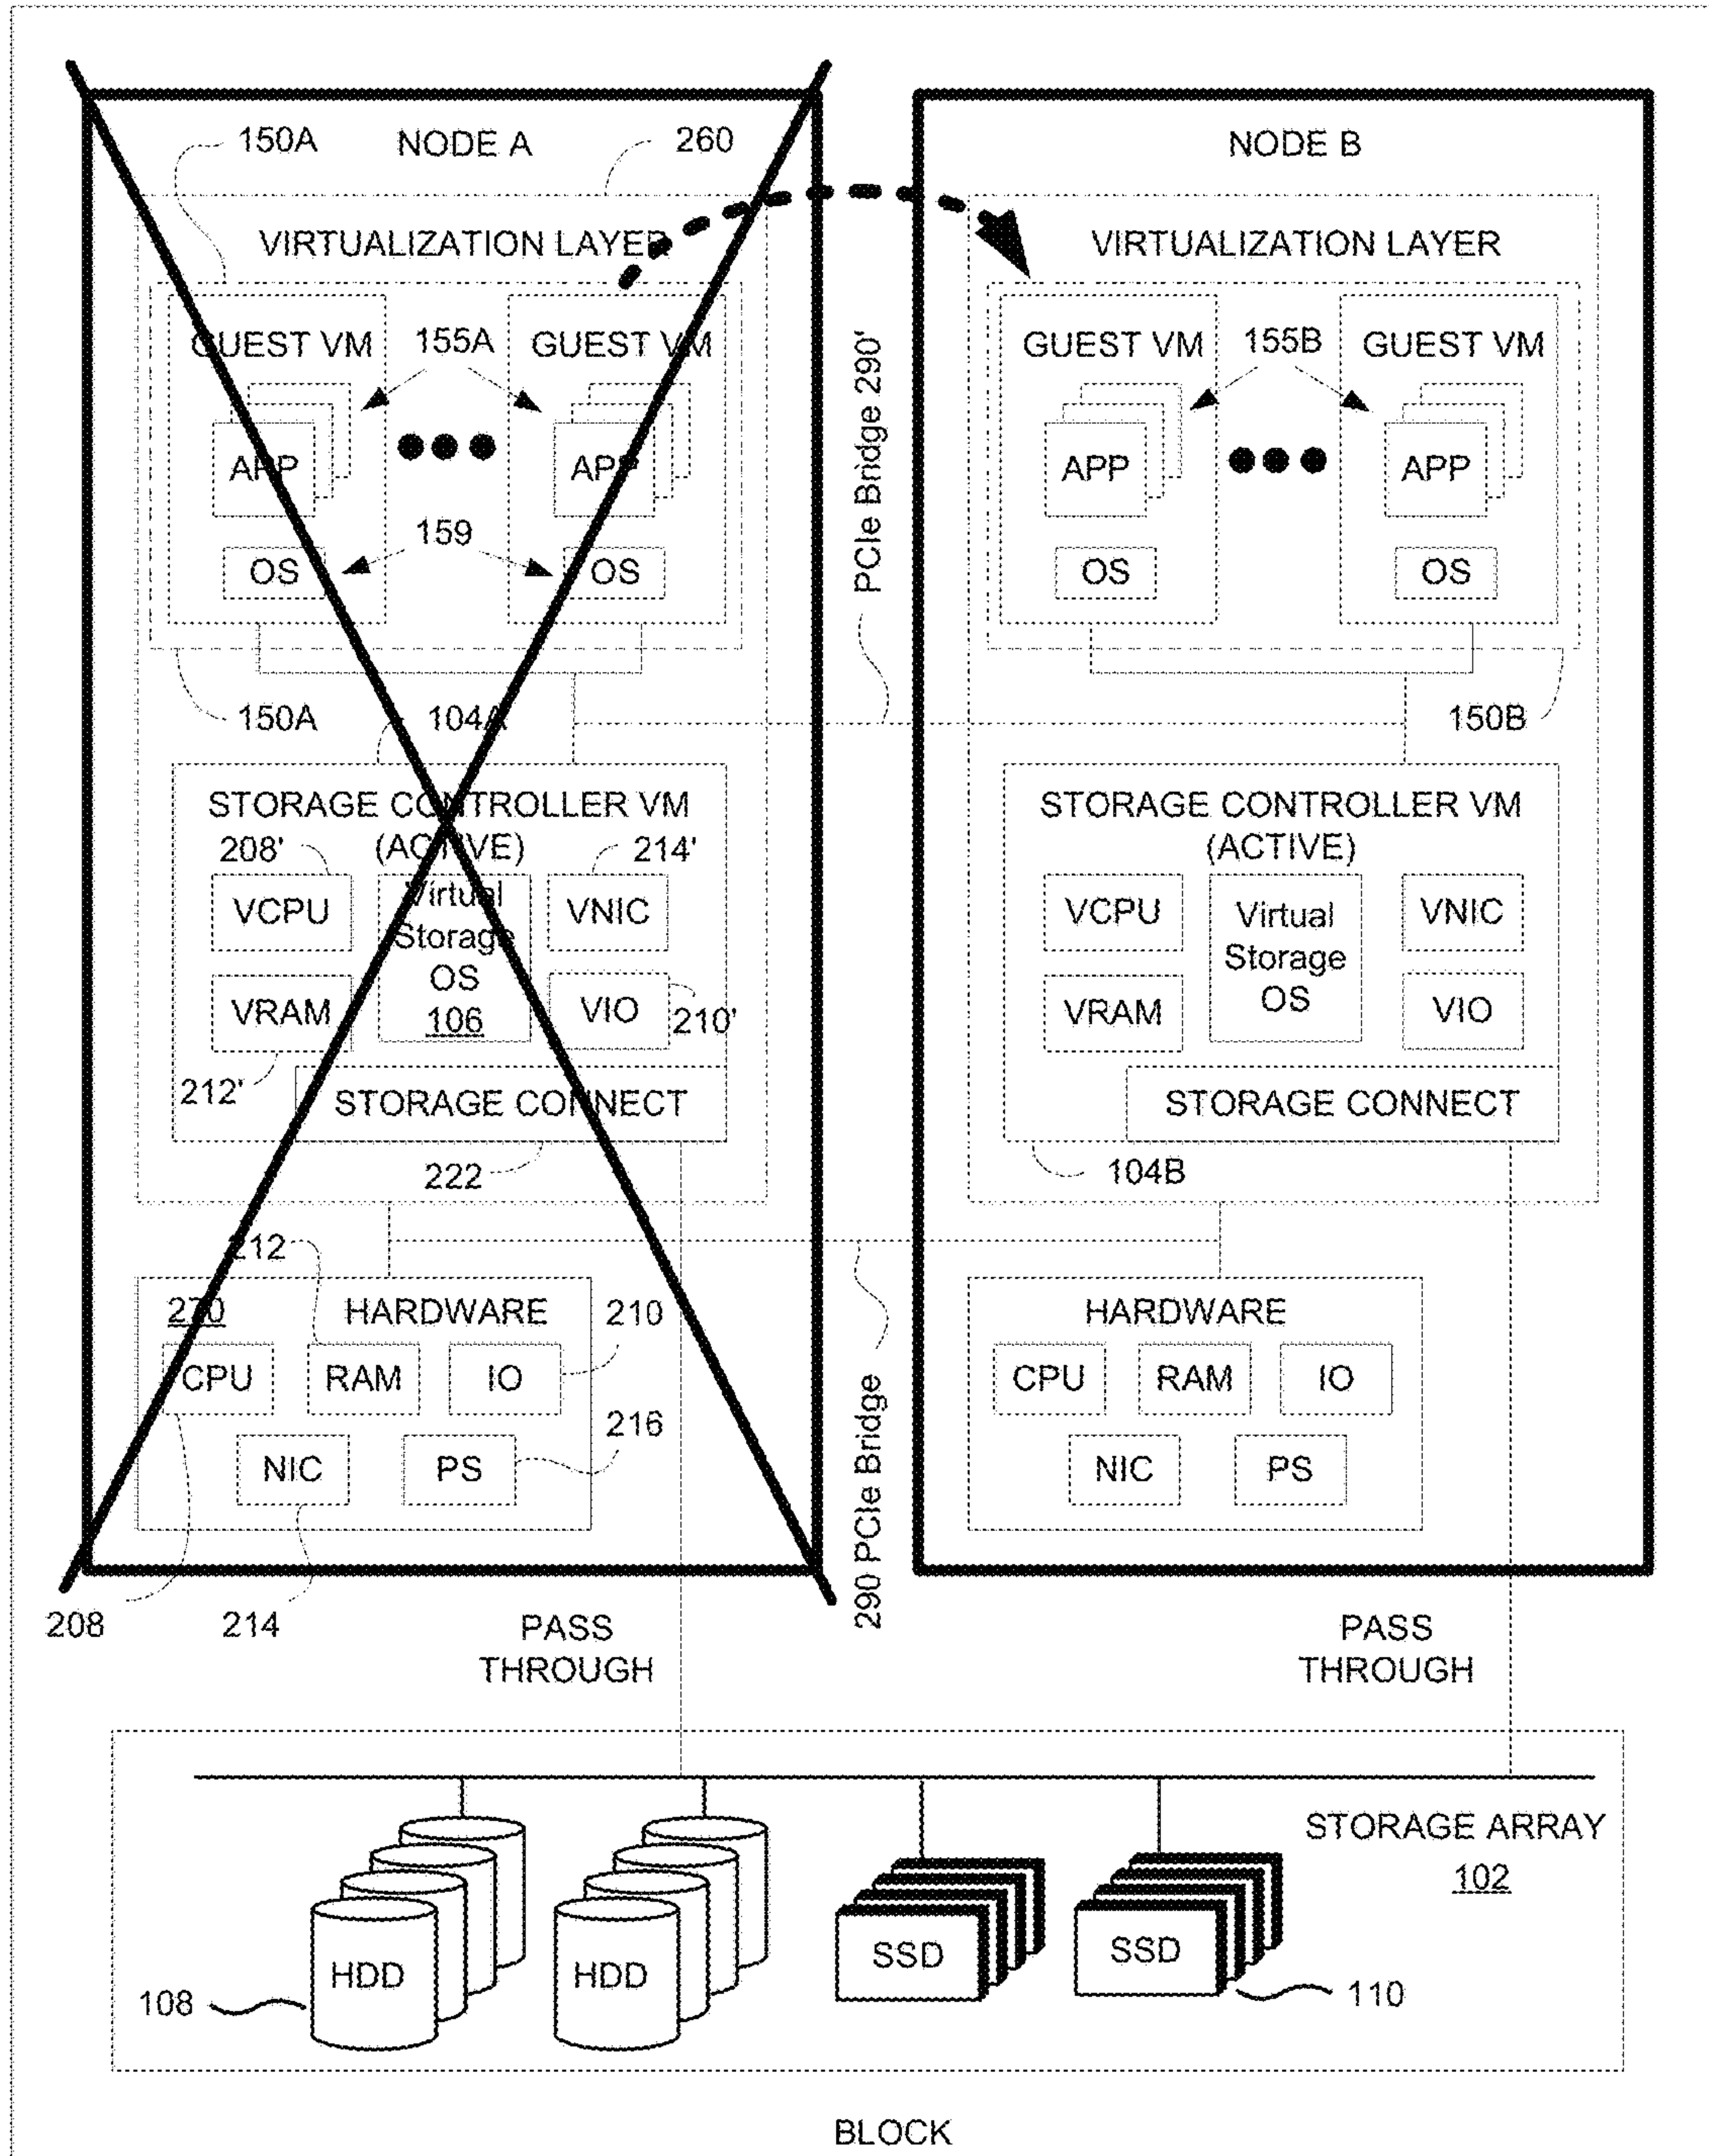 150A
NODE A
260
VIRTUALIZATION LAYER
GUEST VM
155A
GUEST VM
APP
APP
159
OS
OS
150A
104A
STORAGE CONTROLLER VM
(ACTIVE)
208'
214'
VCPU
Virtual
Storage
OS
106
VNIC
VRAM
VIO
210'
212'
STORAGE CONNECT
222
212
270
HARDWARE
210
CPU
RAM
IO
216
NIC
PS
208
214
PCIe Bridge 290'
290 PCIe Bridge
NODE B
VIRTUALIZATION LAYER
GUEST VM
155B
GUEST VM
APP
APP
OS
OS
150B
STORAGE CONTROLLER VM
(ACTIVE)
VCPU
Virtual
Storage
OS
VNIC
VRAM
VIO
STORAGE CONNECT
104B
HARDWARE
CPU
RAM
IO
NIC
PS
PASS
THROUGH
PASS
THROUGH
STORAGE ARRAY
102
HDD
HDD
SSD
SSD
108
110
BLOCK